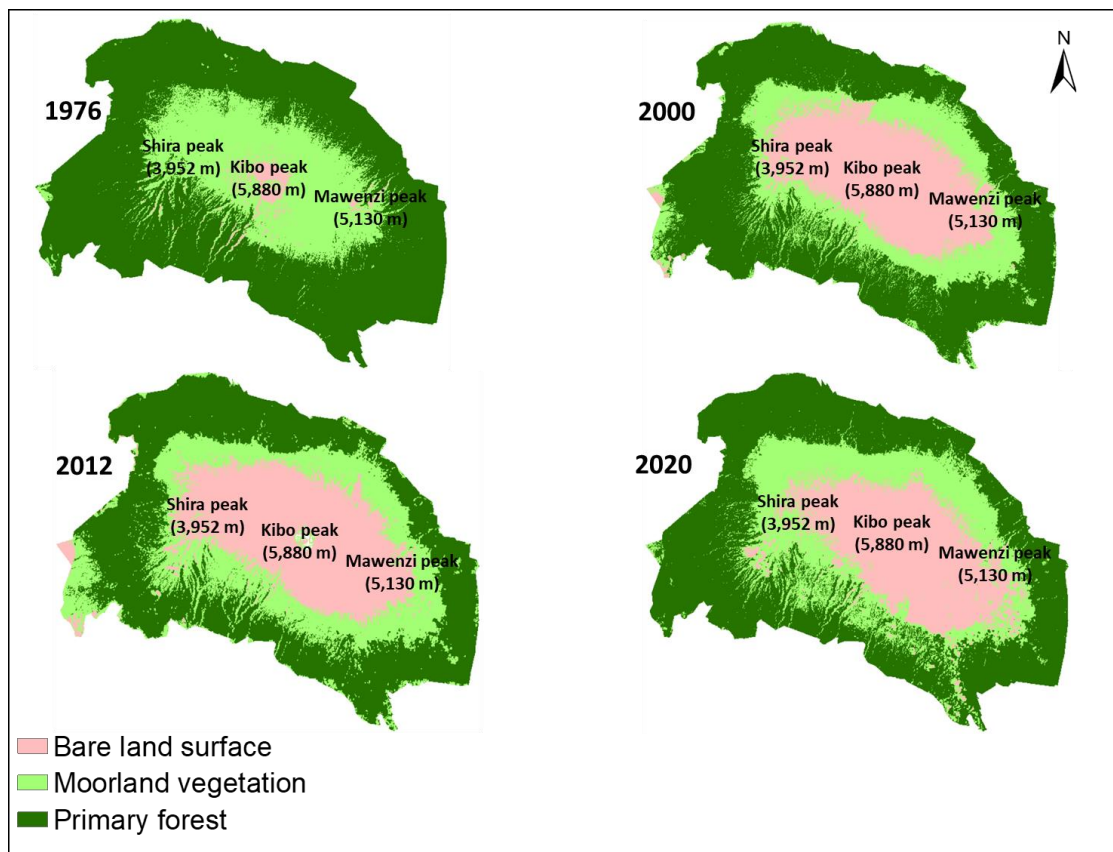 N
1976
Shira peak
(3,952 m)
Kibo peak
(5,880 m)
Mawenzi peak
(5,130 m)
2000
Shira peak
(3,952 m)
Kibo peak
(5,880 m)
Mawenzi peak
(5,130 m)
2012
Shira peak
(3,952 m)
Kibo peak
(5,880 m)
Mawenzi peak
(5,130 m)
2020
Shira peak
(3,952 m)
Kibo peak
(5,880 m)
Mawenzi peak
(5,130 m)
Bare land surface
Moorland vegetation
Primary forest